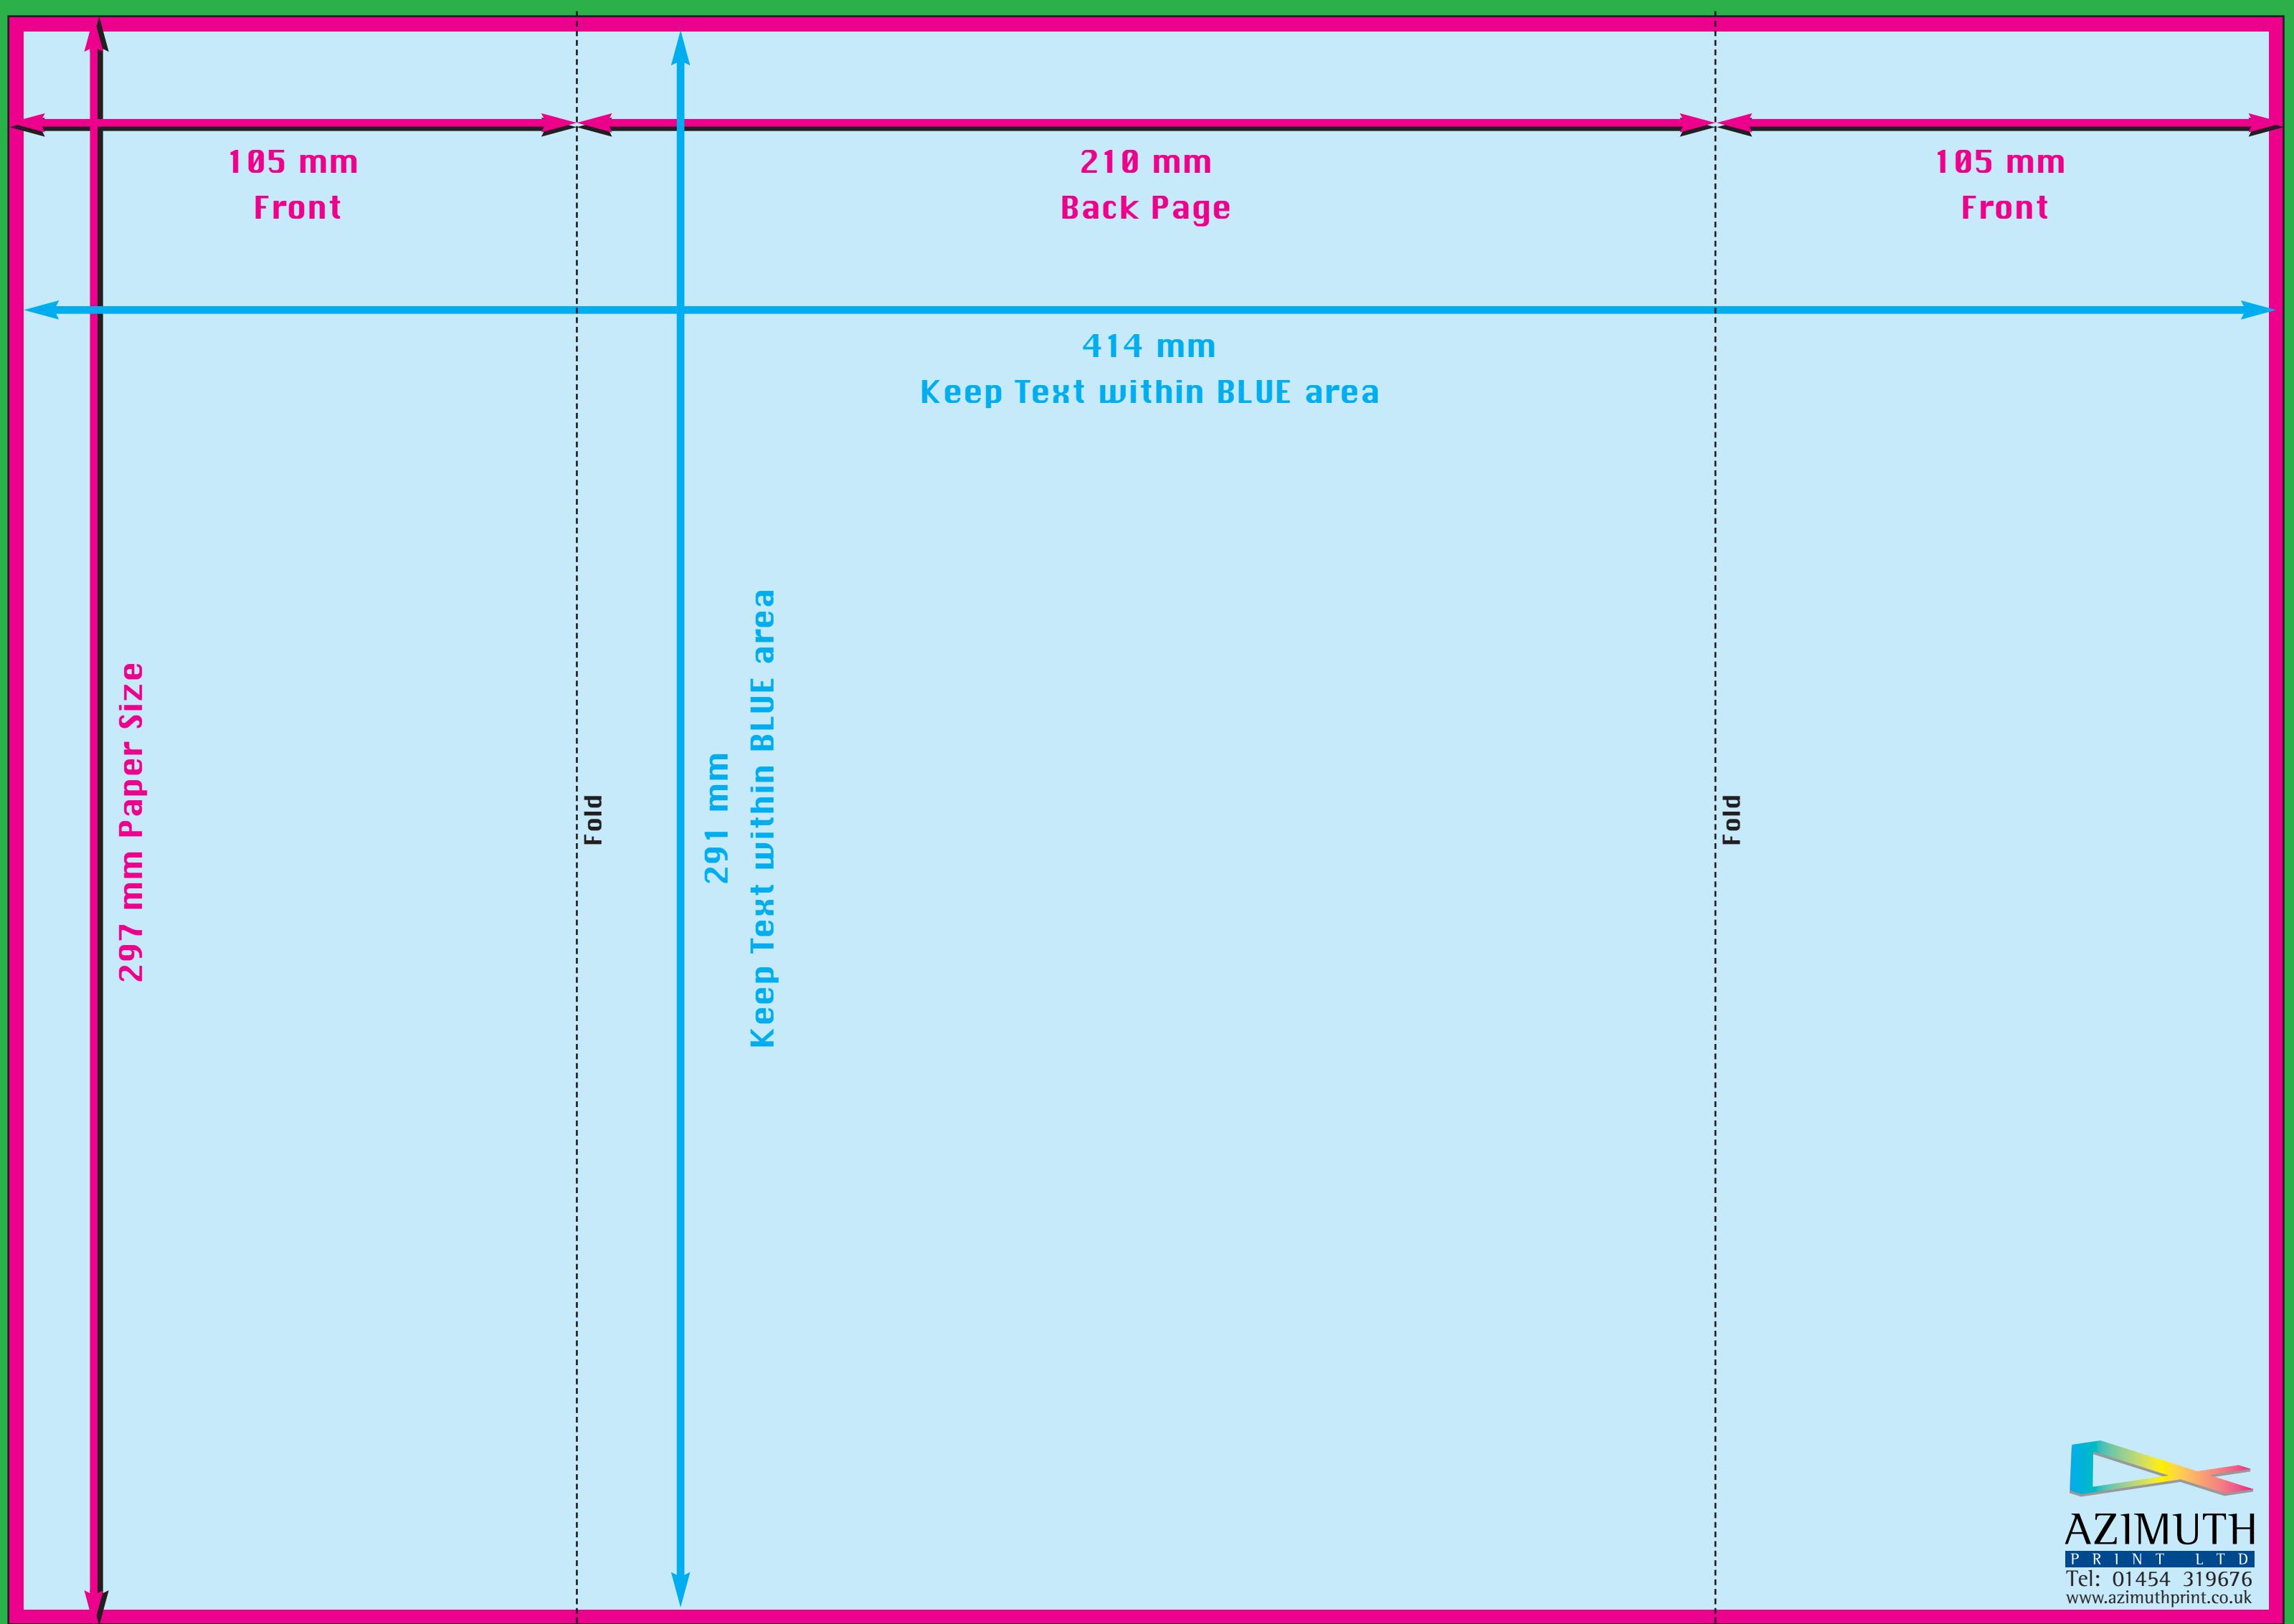 105 mm
Front
210 mm
Back Page
105 mm
Front
414 mm
Keep Text within BLUE area
297 mm Paper Size
Fold
291 mm
Keep Text within BLUE area
Fold
AZIMUTH
PRINT LTD
Tel: 01454 319676
www.azimuthprint.co.uk